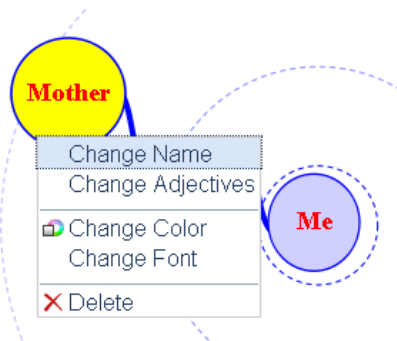 Mother
Change Name
Change Adjectives
Me
Change Color
Change Font
Delete